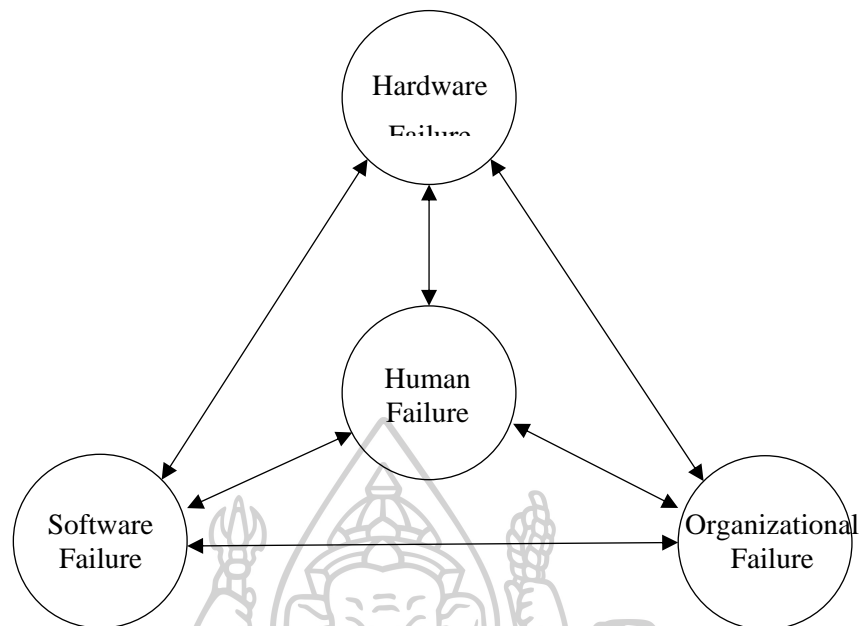 Hardware
Failure
Human
Failure
Software
Failure
Organizational
Failure